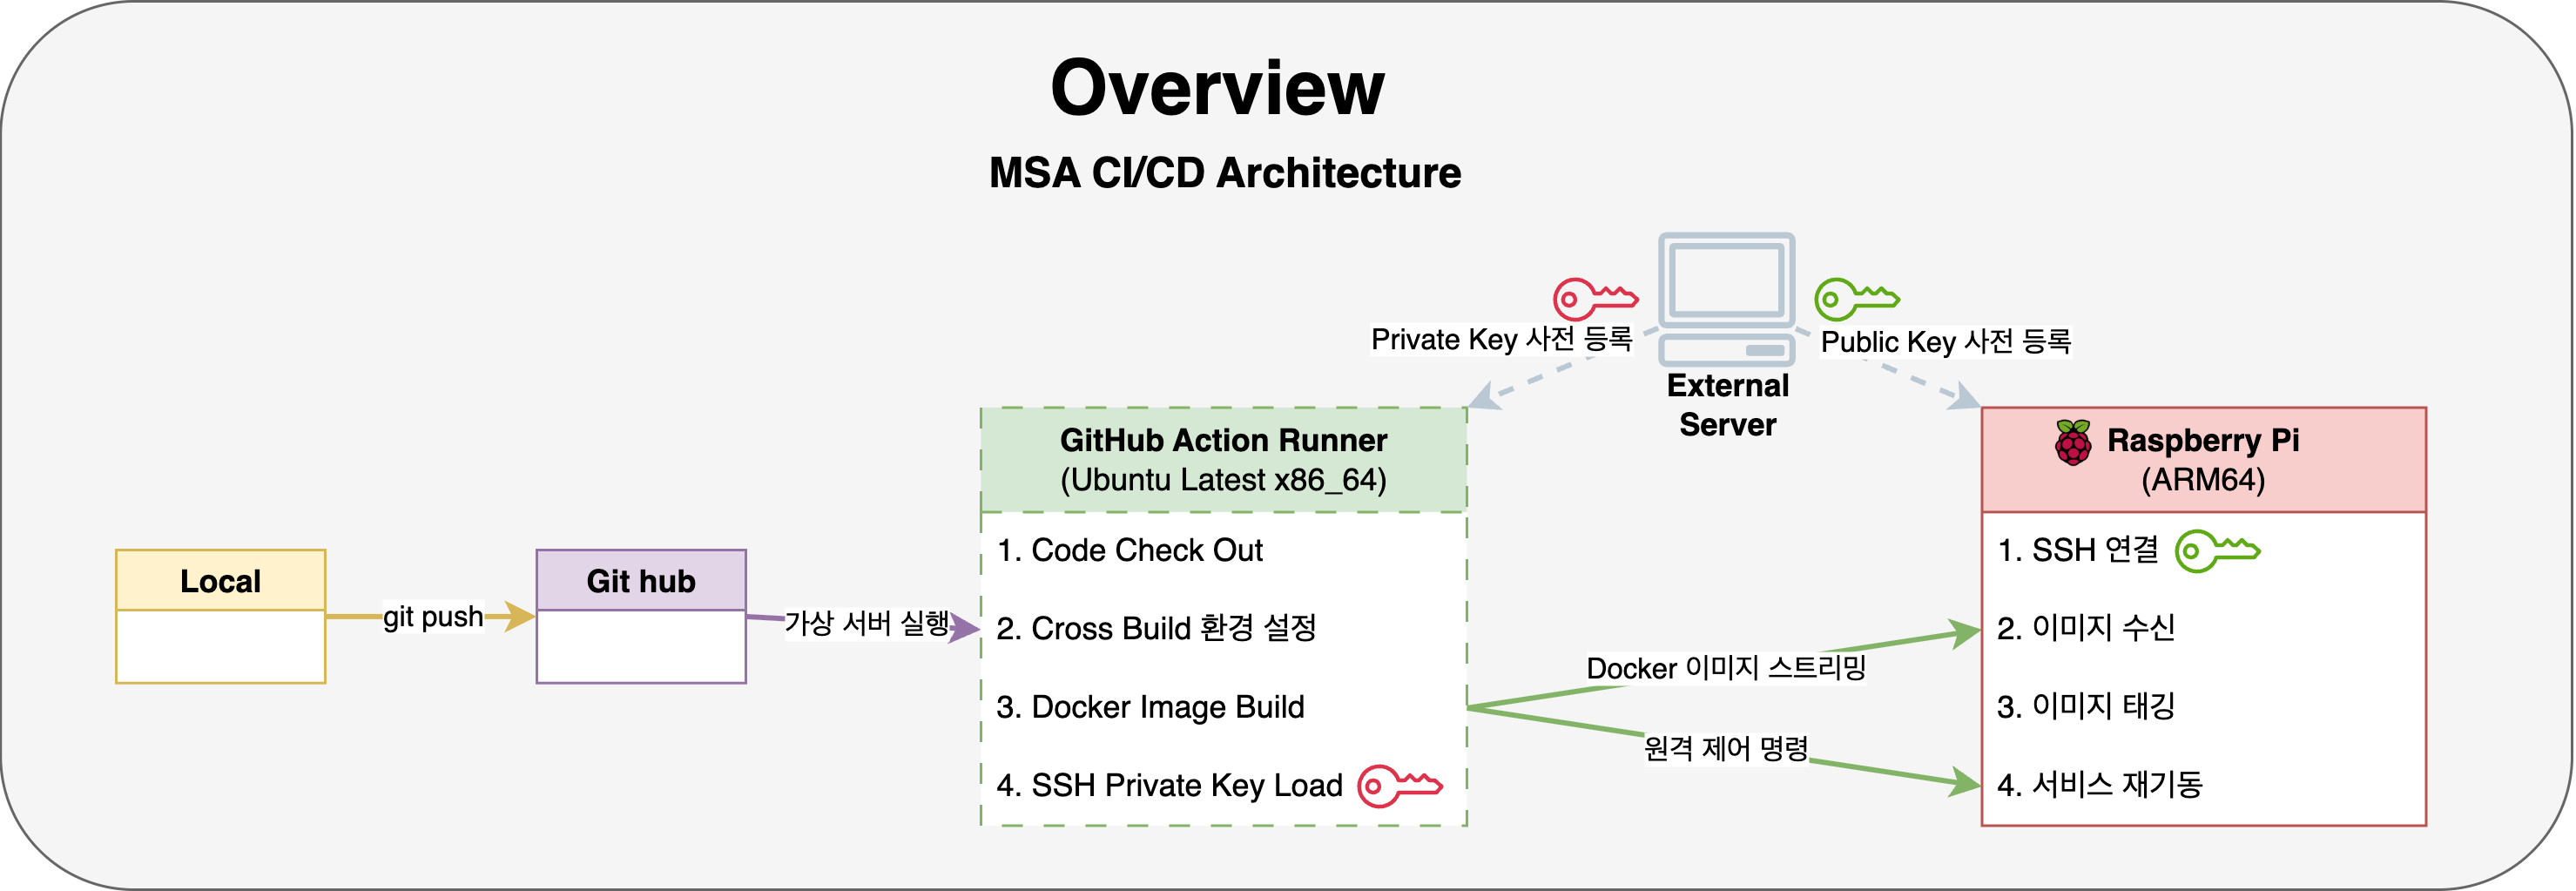 Overview
MSA CI/CD Architecture
Private Key 사전 등록
Public Key 사전 등록
External
Server
Local
git push
Git hub
가상 서버 실행
GitHub Action Runner
(Ubuntu Latest x86_64)
1. Code Check Out
2. Cross Build 환경 설정
3. Docker Image Build
4. SSH Private Key Load
Docker 이미지 스트리밍
원격 제어 명령
Raspberry Pi
(ARM64)
1. SSH 연결
2. 이미지 수신
3. 이미지 태깅
4. 서비스 재기동